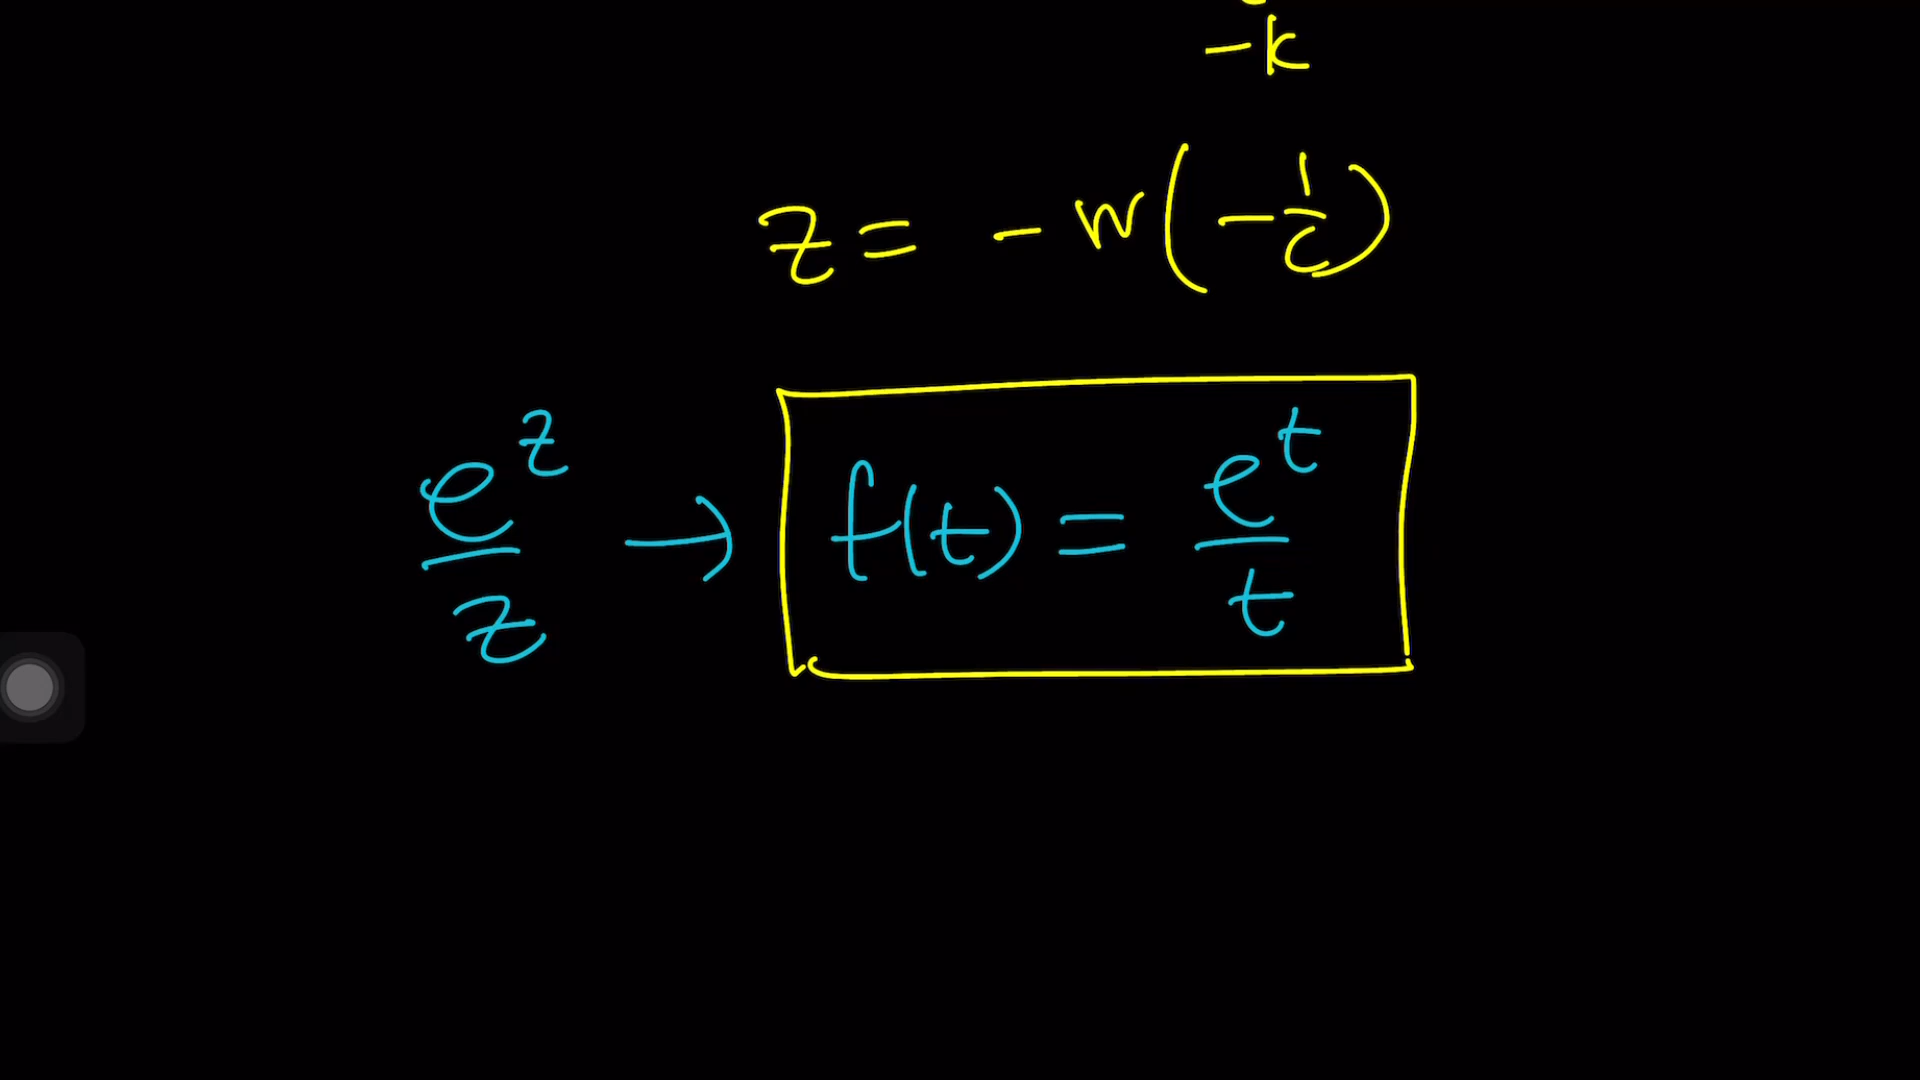 -k
z = -W(-1/c)
e^z/z → f(t) = e^t/t